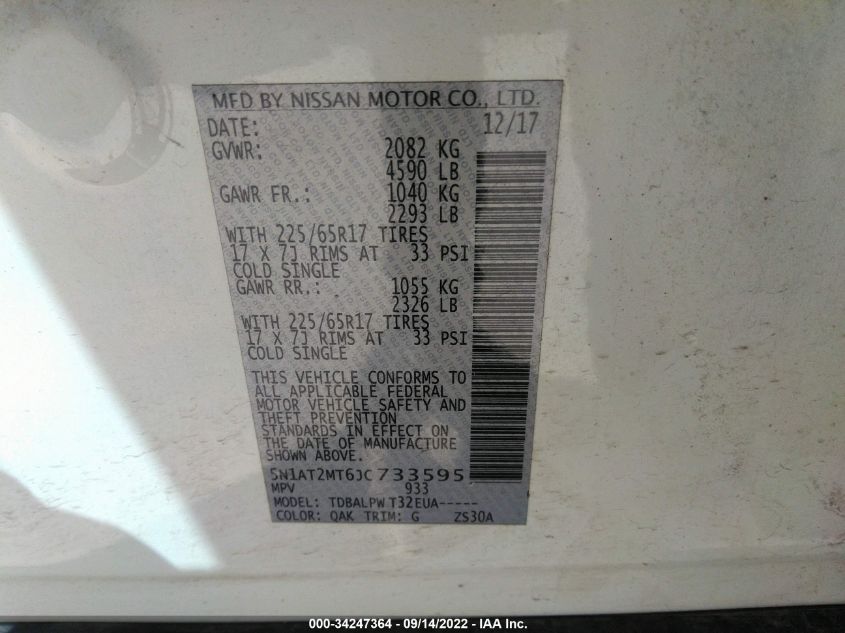 MFD BY NISSAN MOTOR CO., LTD.
DATE: 12/17
GVWR: 2082 KG
4590 LB
GAWR FR.: 1040 KG
2293 LB
WITH 225/65R17 TIRES
17 X 7J RIMS AT 33 PSI
COLD SINGLE
GAWR RR.: 1055 KG
2326 LB
WITH 225/65R17 TIRES
17 X 7J RIMS AT 33 PSI
COLD SINGLE
THIS VEHICLE CONFORMS TO
ALL APPLICABLE FEDERAL
MOTOR VEHICLE SAFETY AND
THEFT PREVENTION
STANDARDS IN EFFECT ON
THE DATE OF MANUFACTURE
SHOWN ABOVE.
5N1AT2MT6JC733595
MPV 933
MODEL: TDBALPW T32EUA-----
COLOR: QAK TRIM: G ZS30A
000-34247364 - 09/14/2022 - IAA Inc.